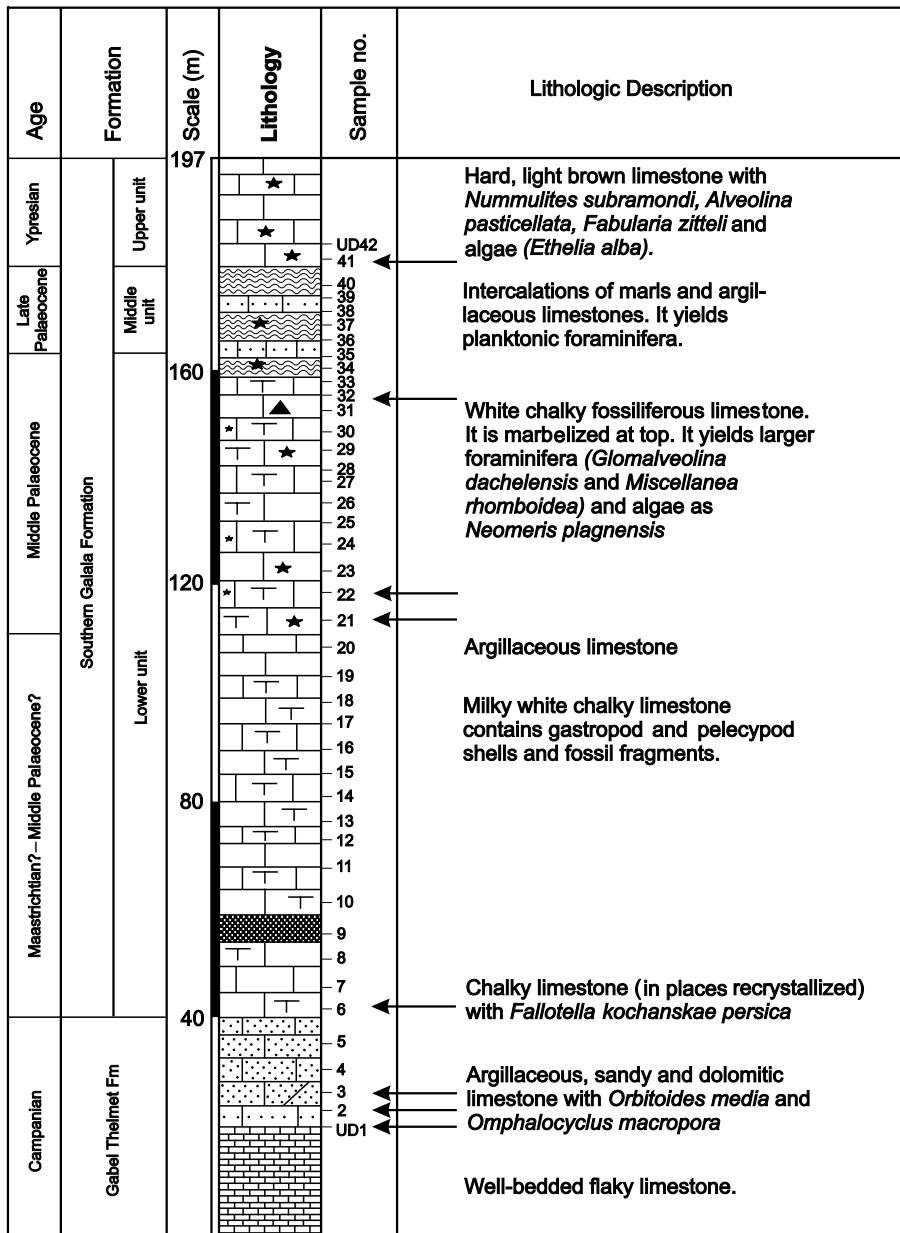 Age
Formation
Scale (m)
Lithology
Sample no.
Lithologic Description
Ypresian
Late
Palaeocene
Middle Palaeocene
Maastrichtian?–Middle Palaeocene?
Campanian
Southern Galala Formation
Gabel Thelmet Fm
Upper unit
Middle
unit
Lower unit
197
160
120
80
40
UD42
41
40
39
38
37
36
35
34
33
32
31
30
29
28
27
26
25
24
23
22
21
20
19
18
17
16
15
14
13
12
11
10
9
8
7
6
5
4
3
2
UD1
Hard, light brown limestone with
Nummulites subramondi, Alveolina
pasticellata, Fabularia zitteli and
algae (Ethelia alba).
Intercalations of marls and argil-
laceous limestones. It yields
planktonic foraminifera.
White chalky fossiliferous limestone.
It is marbelized at top. It yields larger
foraminifera (Glomalveolina
dachelensis and Miscellanea
rhomboidea) and algae as
Neomeris plagnensis
Argillaceous limestone
Milky white chalky limestone
contains gastropod and pelecypod
shells and fossil fragments.
Chalky limestone (in places recrystallized)
with Fallotella kochanskae persica
Argillaceous, sandy and dolomitic
limestone with Orbitoides media and
Omphalocyclus macropora
Well-bedded flaky limestone.